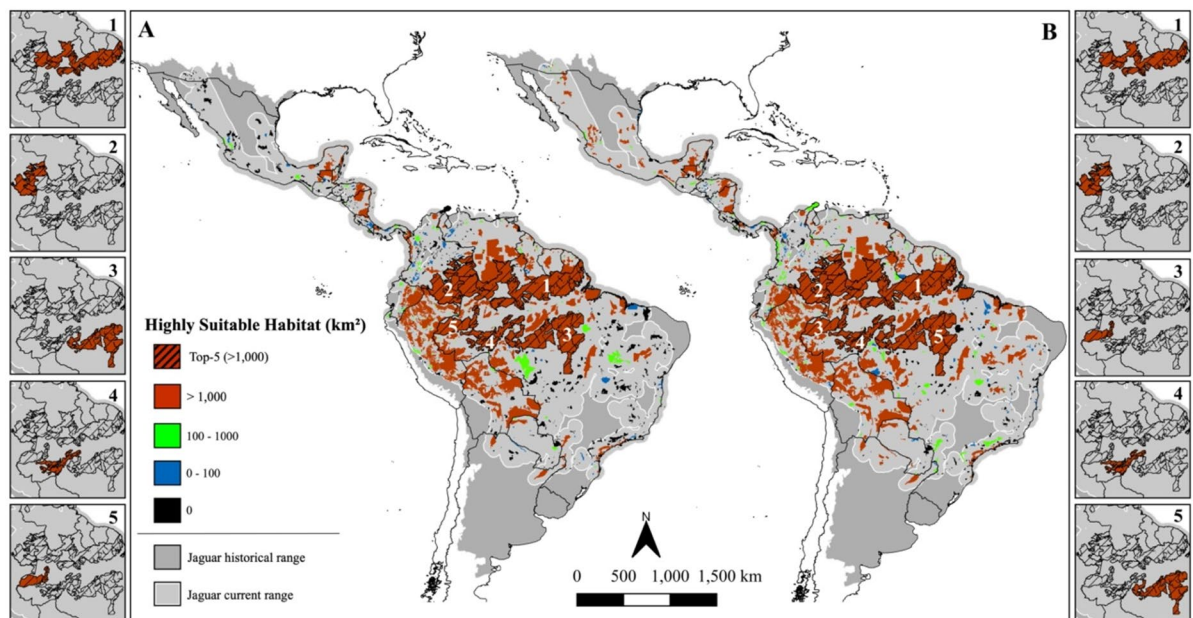 1
2
3
4
5
A
B
2
1
5
4
3
2
1
3
4
5
Highly Suitable Habitat (km²)
Top-5 (>1,000)
> 1,000
100 - 1000
0 - 100
0
Jaguar historical range
Jaguar current range
N
0 500 1,000 1,500 km
1
2
3
4
5